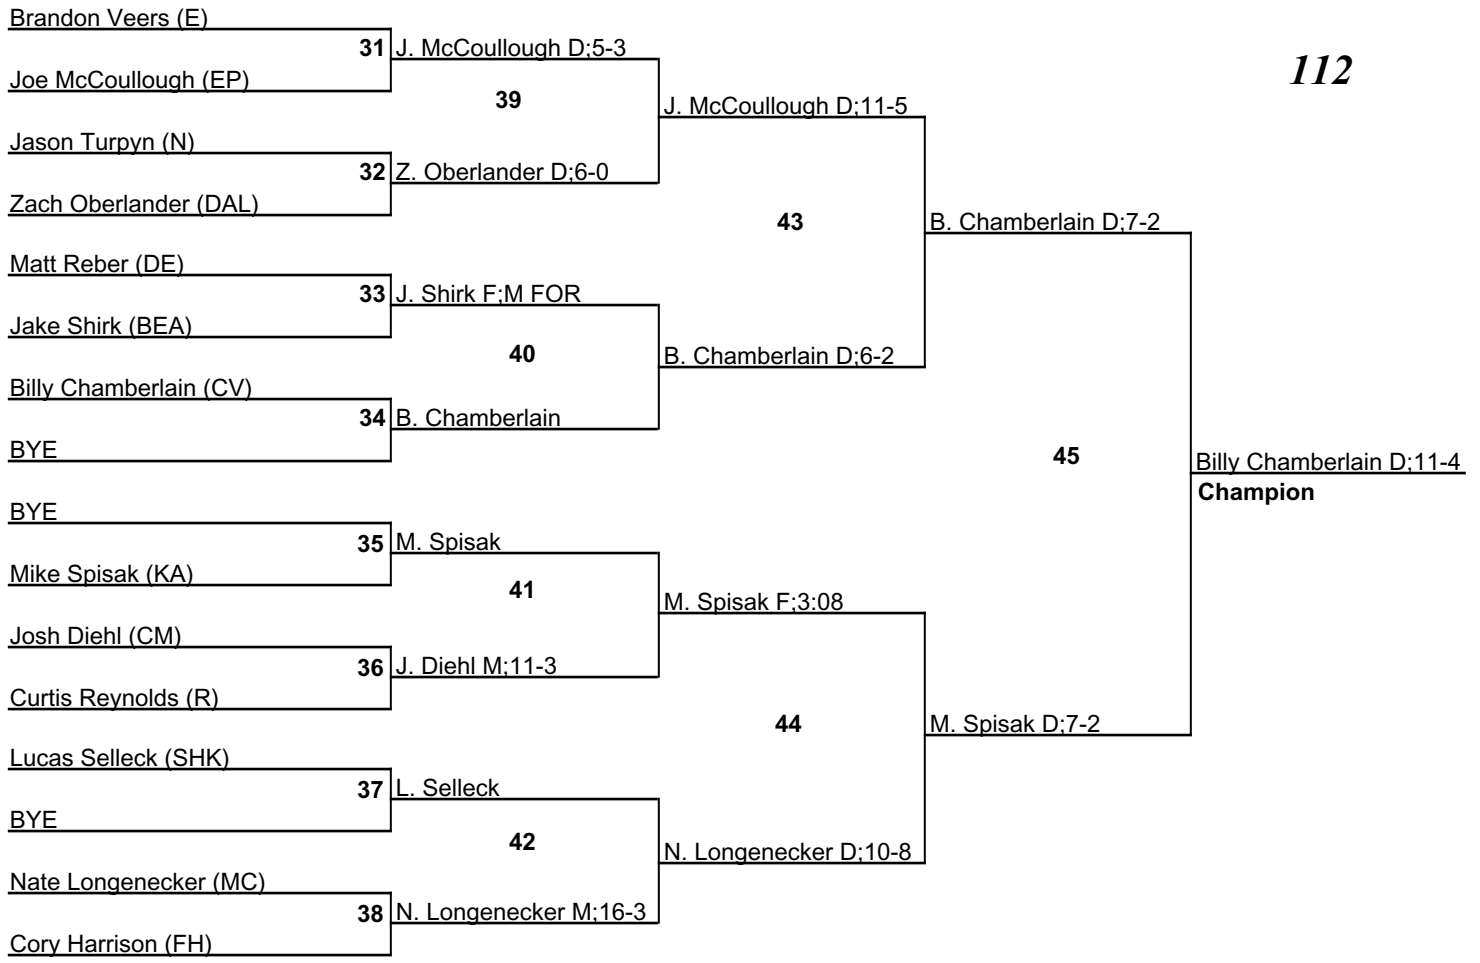 Brandon Veers (E)
31 J. McCoullough D;5-3
112
Joe McCoullough (EP)
39
J. McCoullough D;11-5
Jason Turpyn (N)
32 Z. Oberlander D;6-0
Zach Oberlander (DAL)
43
B. Chamberlain D;7-2
Matt Reber (DE)
33 J. Shirk F;M FOR
Jake Shirk (BEA)
40
B. Chamberlain D;6-2
Billy Chamberlain (CV)
34 B. Chamberlain
BYE
45
Billy Chamberlain D;11-4
Champion
BYE
35 M. Spisak
Mike Spisak (KA)
41
M. Spisak F;3:08
Josh Diehl (CM)
36 J. Diehl M;11-3
Curtis Reynolds (R)
44
M. Spisak D;7-2
Lucas Selleck (SHK)
37 L. Selleck
BYE
42
N. Longenecker D;10-8
Nate Longenecker (MC)
38 N. Longenecker M;16-3
Cory Harrison (FH)